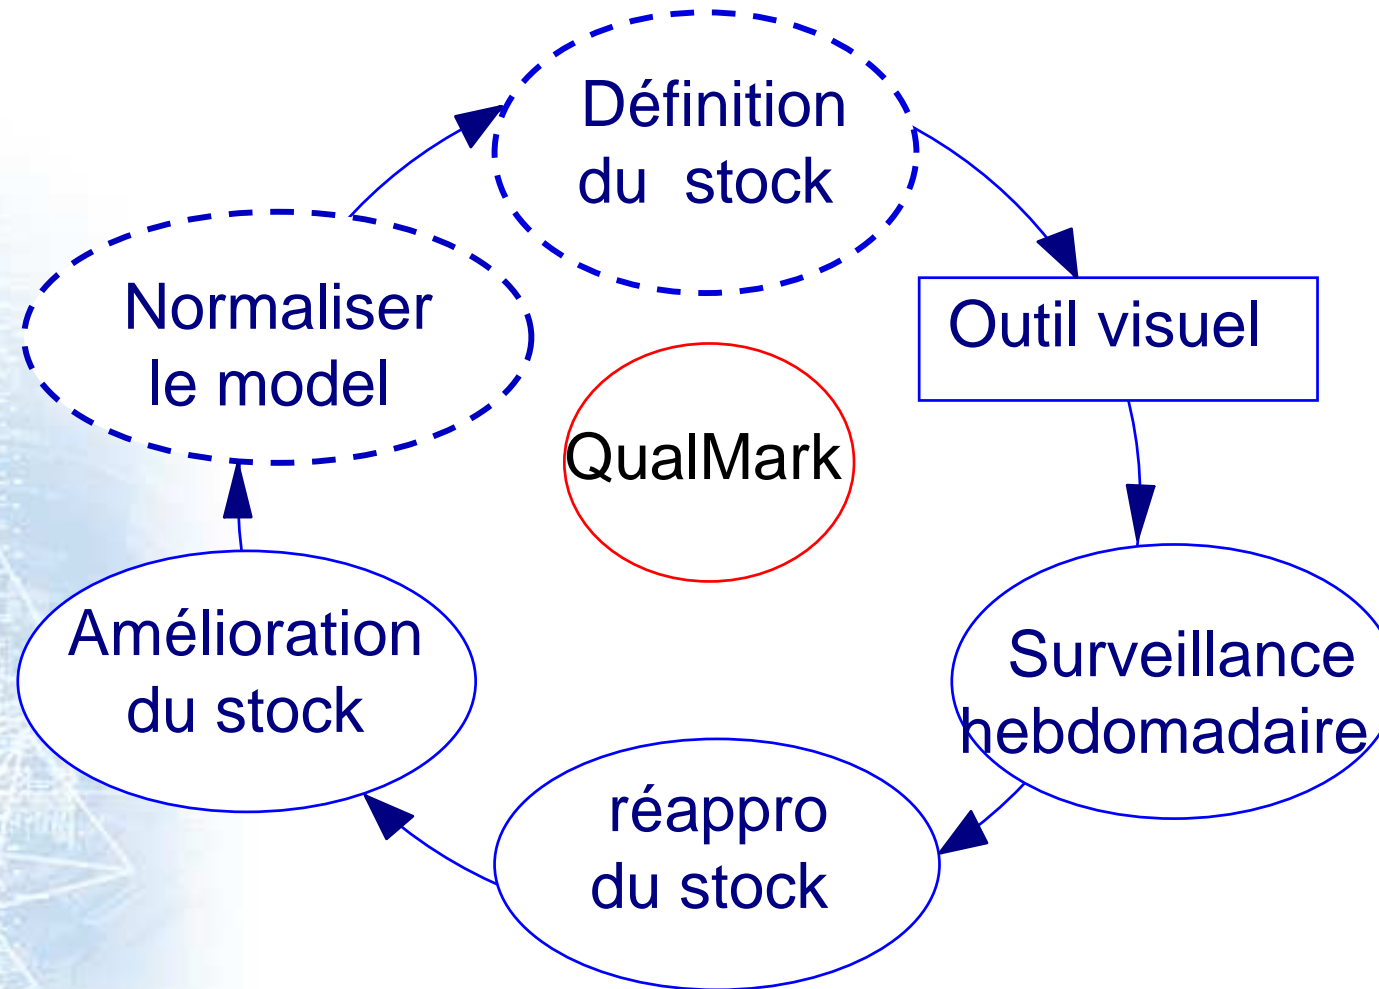 Définition
du stock
Outil visuel
Normaliser
le model
QualMark
Surveillance
hebdomadaire
Amélioration
du stock
réappro
du stock